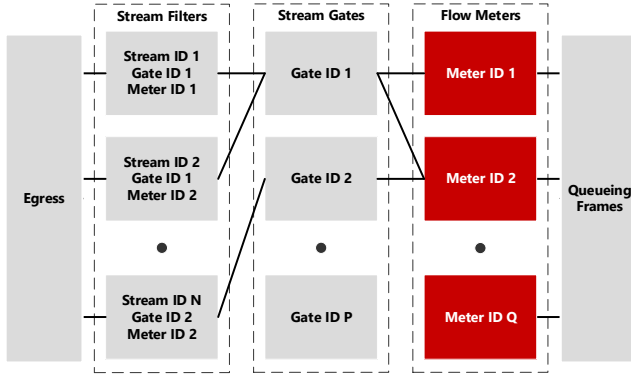 Stream Filters
Stream Gates
Flow Meters
Egress
Stream ID 1
Gate ID 1
Meter ID 1
Stream ID 2
Gate ID 1
Meter ID 2
Stream ID N
Gate ID 2
Meter ID 2
Gate ID 1
Gate ID 2
Gate ID P
Meter ID 1
Meter ID 2
Meter ID Q
Queueing
Frames